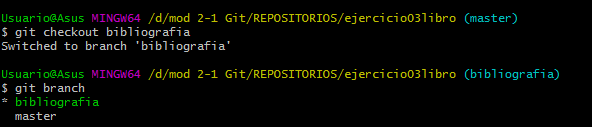 Usuario@Asus MINGW64 /d/mod 2-1 Git/REPOSITORIOS/ejercicio03libro (master)
$ git checkout bibliografia
Switched to branch 'bibliografia'
Usuario@Asus MINGW64 /d/mod 2-1 Git/REPOSITORIOS/ejercicio03libro (bibliografia)
$ git branch
* bibliografia
  master